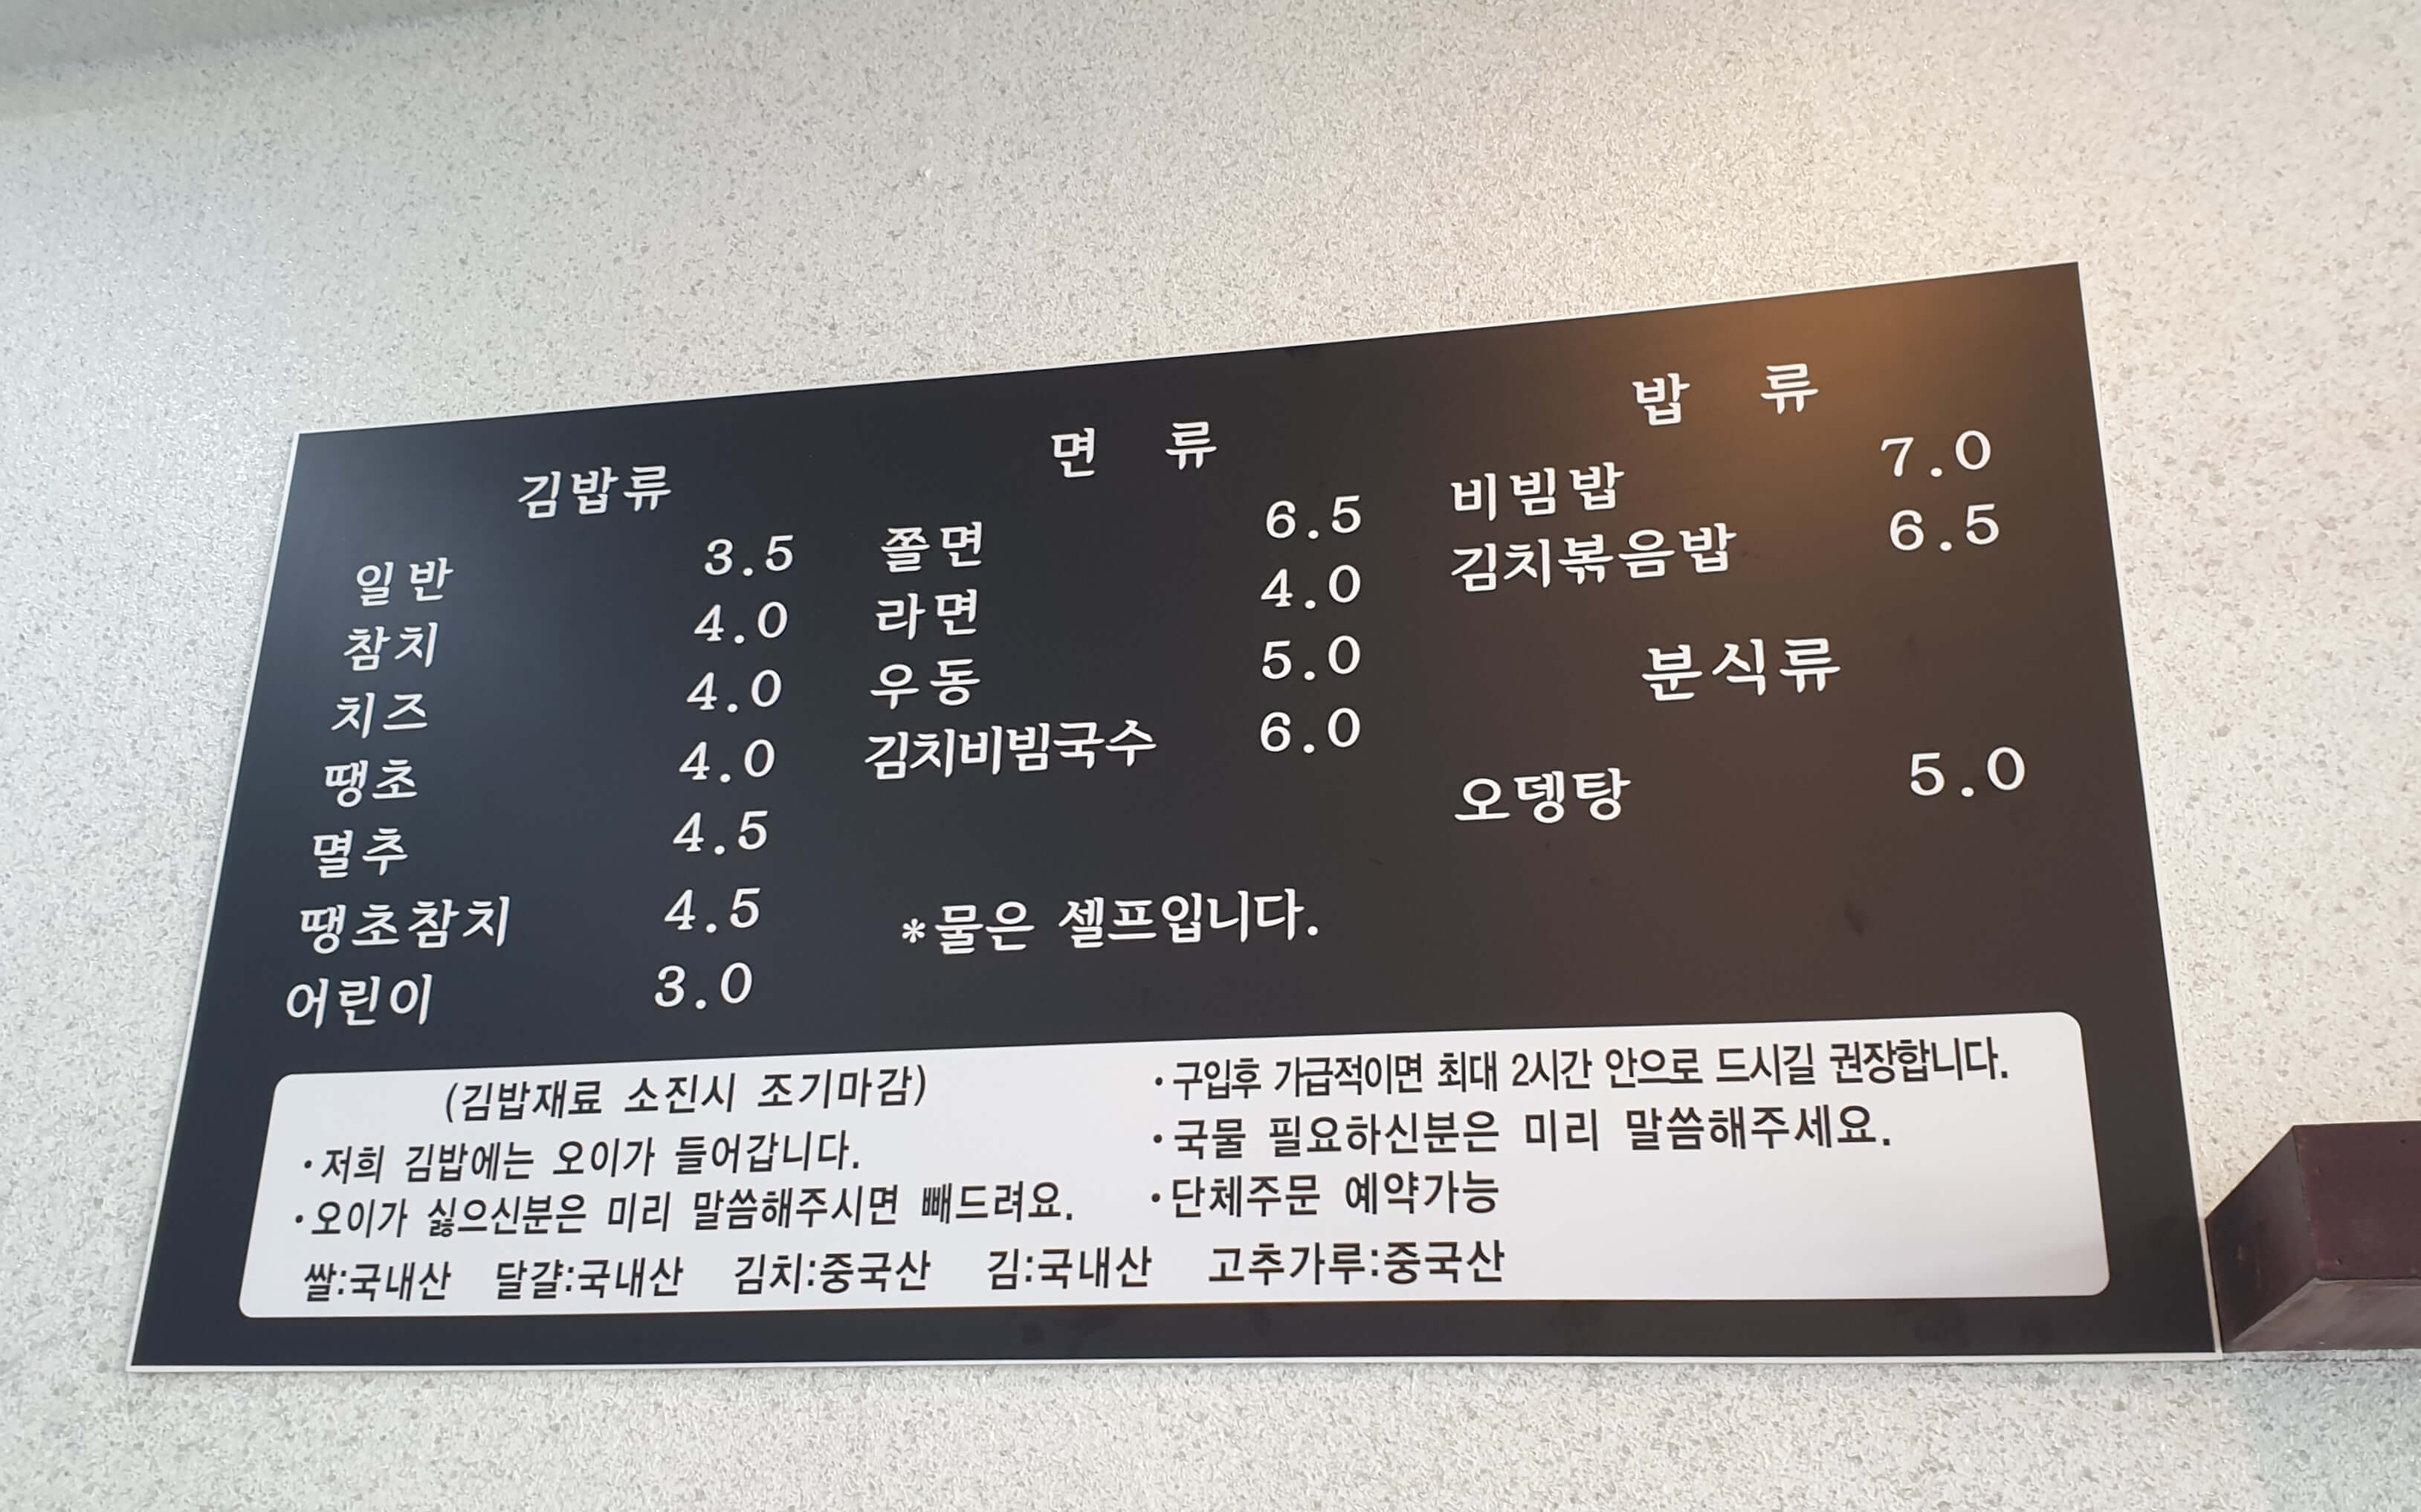 김밥류
일반 3.5
참치 4.0
치즈 4.0
땡초 4.0
멸추 4.5
땡초참치 4.5
어린이 3.0
면 류
쫄면 6.5
라면 4.0
우동 5.0
김치비빔국수 6.0
*물은 셀프입니다.
밥 류
비빔밥 7.0
김치볶음밥 6.5
분식류
오뎅탕 5.0
(김밥재료 소진시 조기마감)
·저희 김밥에는 오이가 들어갑니다.
·오이가 싫으신분은 미리 말씀해주시면 빼드려요.
·구입후 가급적이면 최대 2시간 안으로 드시길 권장합니다.
·국물 필요하신분은 미리 말씀해주세요.
·단체주문 예약가능
쌀:국내산 달걀:국내산 김치:중국산 김:국내산 고추가루:중국산